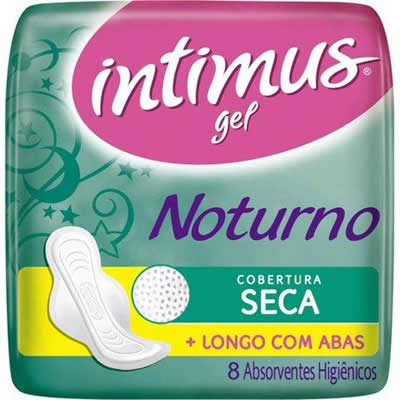 intimus®
gel
Noturno
COBERTURA
SECA
+ LONGO COM ABAS
8 Absorventes Higiênicos